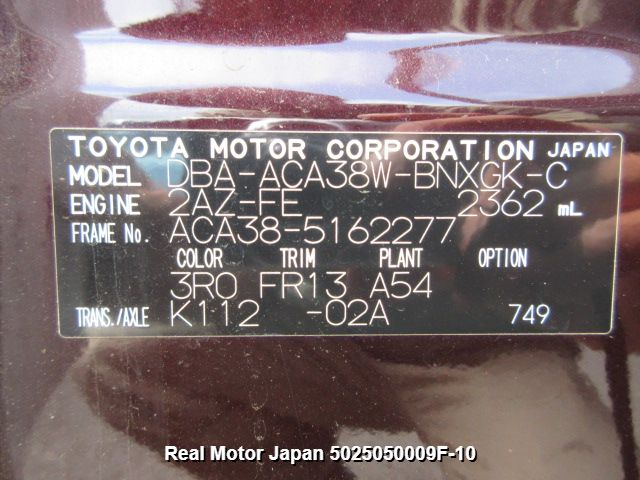 TOYOTA MOTOR CORPORATION JAPAN
MODEL DBA-ACA38W-BNXGK-C
ENGINE 2AZ-FE 2362 mL
FRAME No. ACA38-5162277
COLOR TRIM PLANT OPTION
3R0 FR13 A54
TRANS./AXLE K112 -02A 749
Real Motor Japan 5025050009F-10